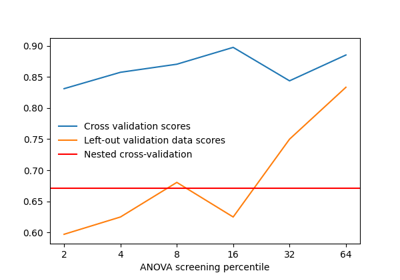 0.90
0.85
0.80
0.75
0.70
0.65
0.60
Cross validation scores
Left-out validation data scores
Nested cross-validation
2 4 8 16 32 64
ANOVA screening percentile